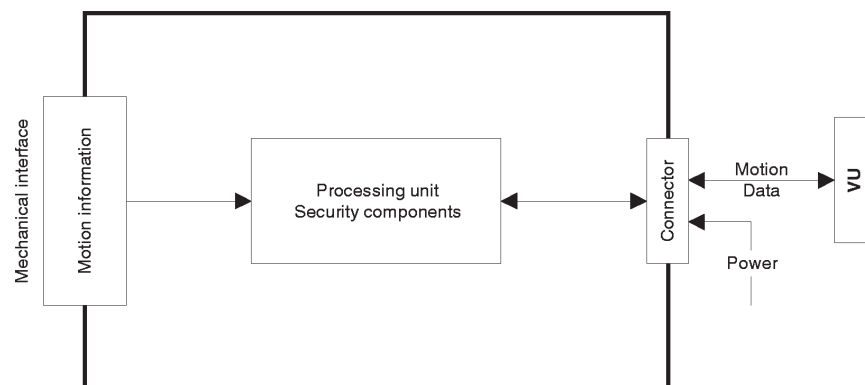 Mechanical interface
Motion information
Processing unit
Security components
Connector
Motion
Data
Power
VU